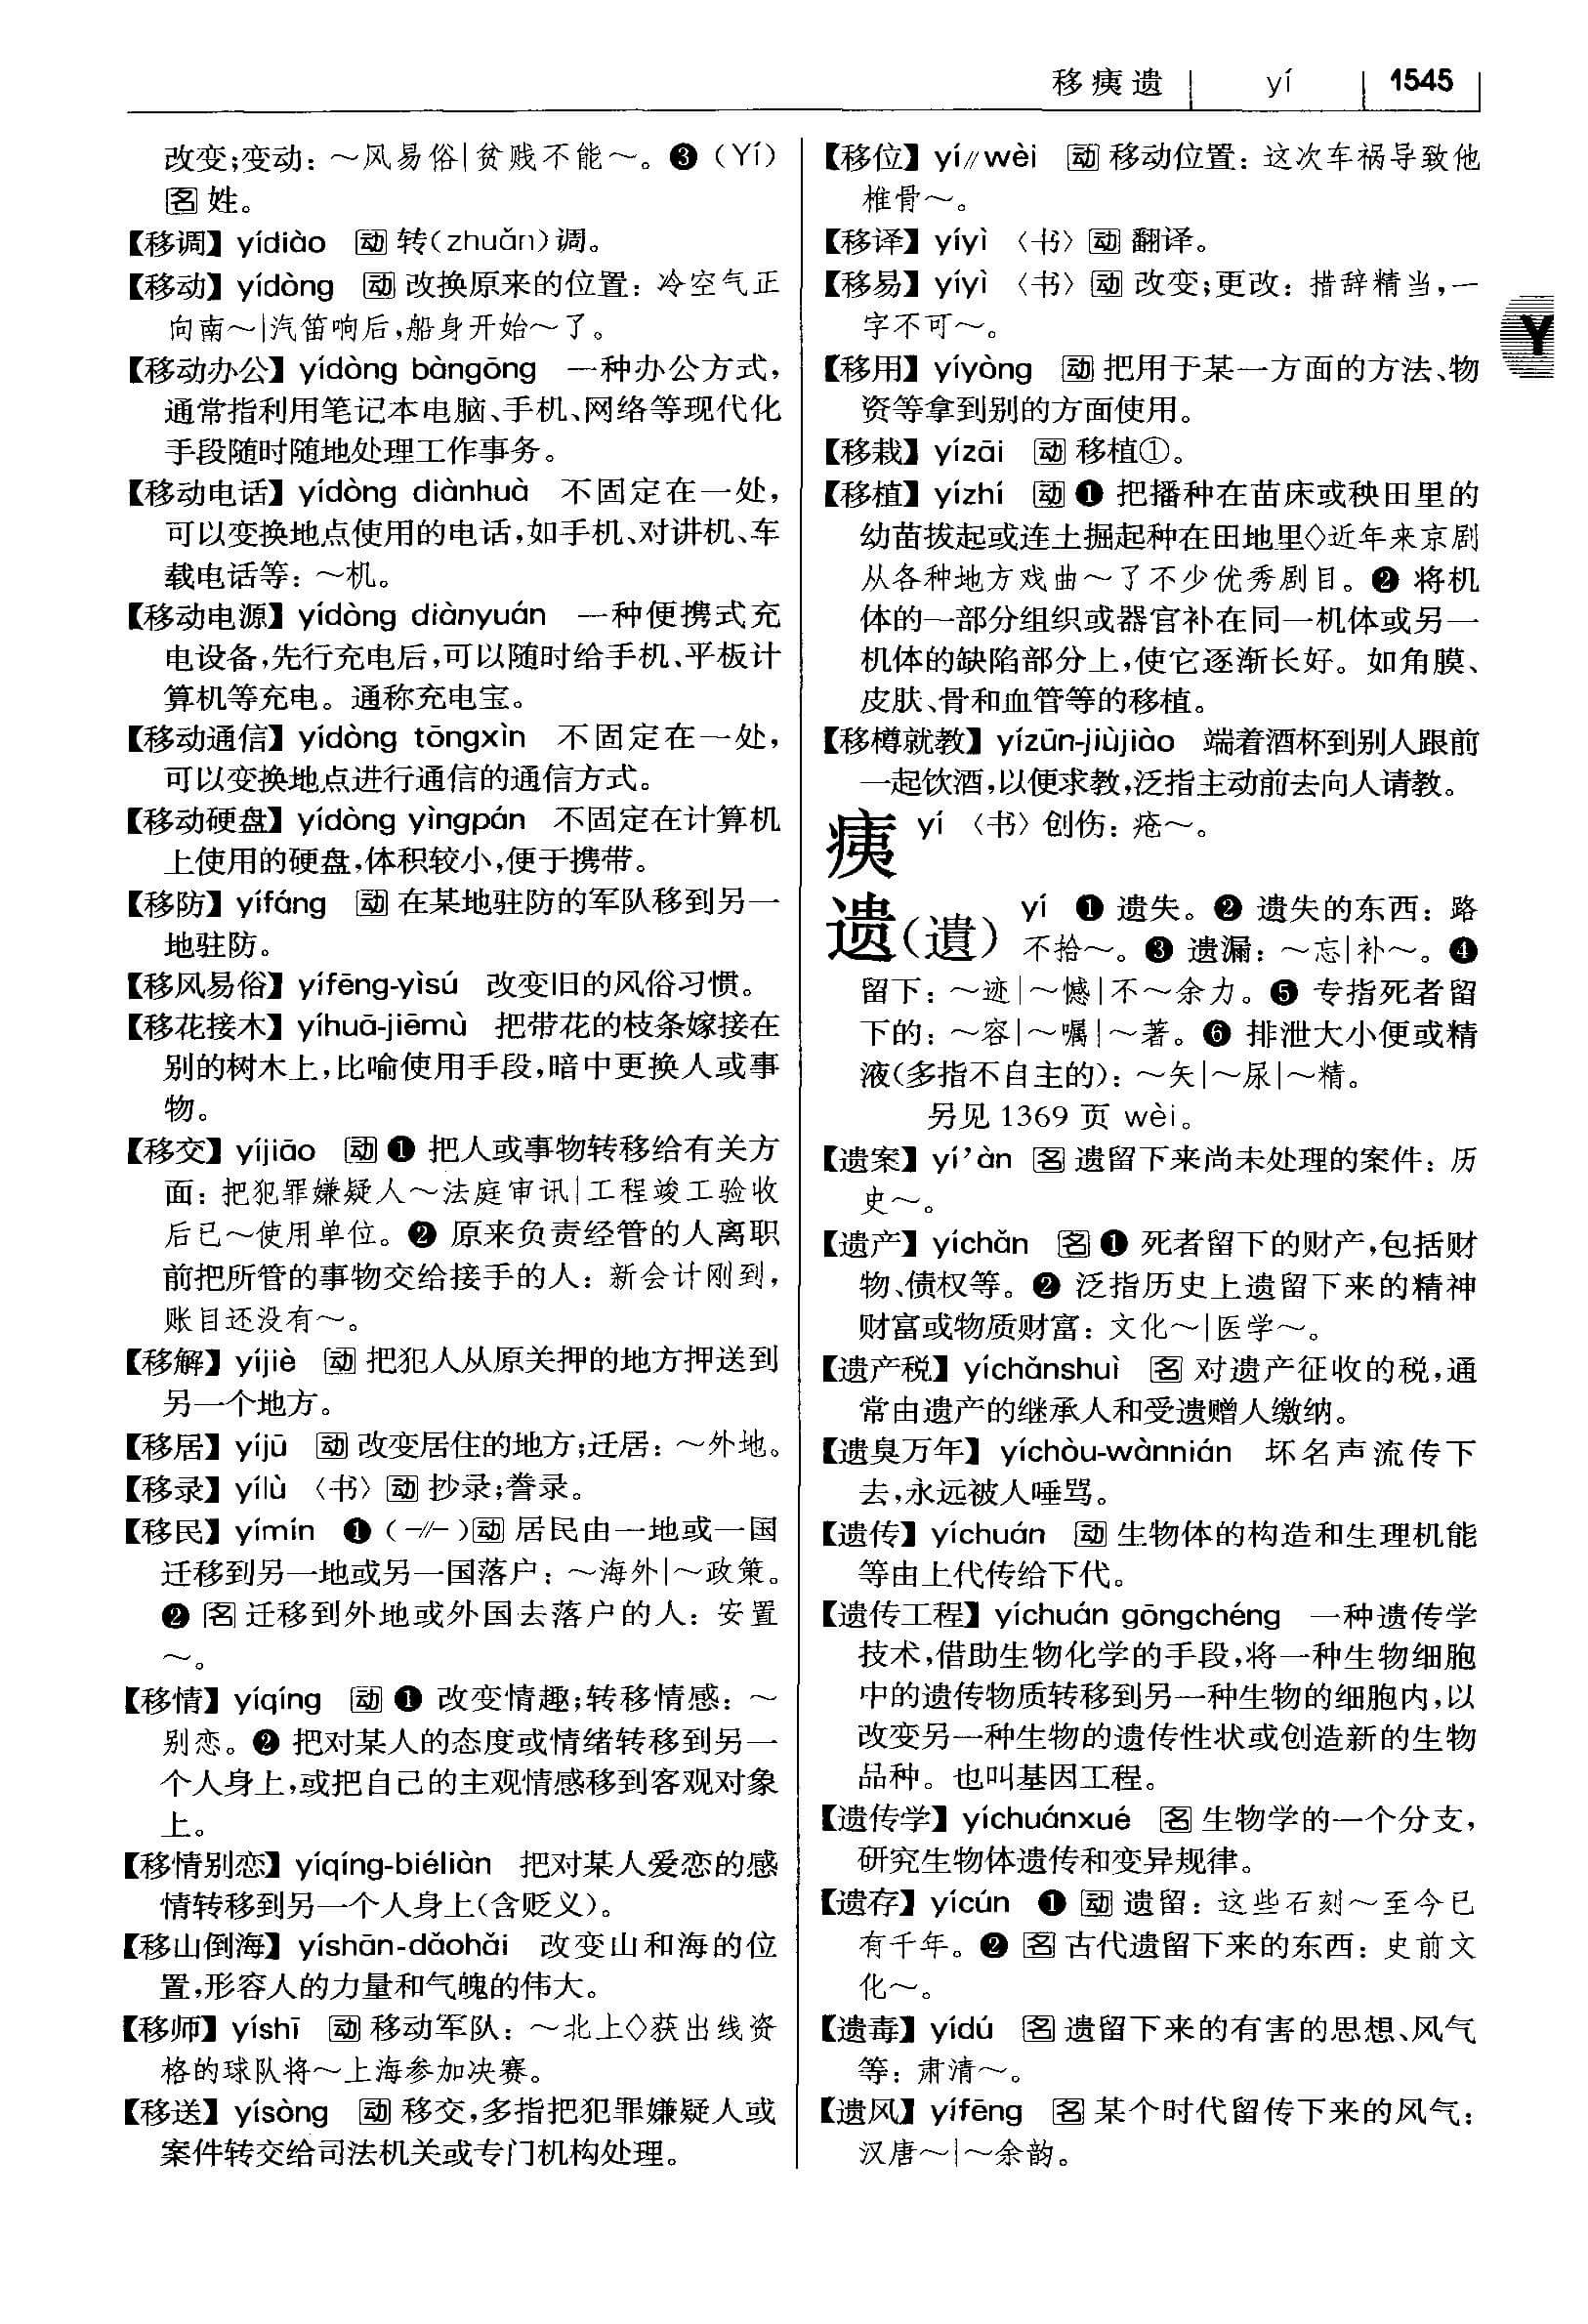 移痍遗 | yí | 1545
改变;变动：～风易俗|贫贱不能～。❸（Yí）
名 姓。
【移调】yídiào 动 转(zhuǎn)调。
【移动】yídòng 动 改换原来的位置：冷空气正
向南～|汽笛响后,船身开始～了。
【移动办公】yídòng bàngōng 一种办公方式,
通常指利用笔记本电脑、手机、网络等现代化
手段随时随地处理工作事务。
【移动电话】yídòng diànhuà 不固定在一处,
可以变换地点使用的电话,如手机、对讲机、车
载电话等：～机。
【移动电源】yídòng diànyuán 一种便携式充
电设备,先行充电后,可以随时给手机、平板计
算机等充电。通称充电宝。
【移动通信】yídòng tōngxìn 不固定在一处,
可以变换地点进行通信的通信方式。
【移动硬盘】yídòng yìngpán 不固定在计算机
上使用的硬盘,体积较小,便于携带。
【移防】yífáng 动 在某地驻防的军队移到另一
地驻防。
【移风易俗】yífēng-yìsú 改变旧的风俗习惯。
【移花接木】yíhuā-jiēmù 把带花的枝条嫁接在
别的树木上,比喻使用手段,暗中更换人或事
物。
【移交】yíjiāo 动 ❶ 把人或事物转移给有关方
面：把犯罪嫌疑人～法庭审讯|工程竣工验收
后已～使用单位。❷ 原来负责经管的人离职
前把所管的事物交给接手的人：新会计刚到,
账目还没有～。
【移解】yíjiè 动 把犯人从原关押的地方押送到
另一个地方。
【移居】yíjū 动 改变居住的地方;迁居：～外地。
【移录】yílù 〈书〉动 抄录;誊录。
【移民】yímín ❶（-//-）动 居民由一地或一国
迁移到另一地或另一国落户：～海外|～政策。
❷ 名 迁移到外地或外国去落户的人：安置
～。
【移情】yíqíng 动 ❶ 改变情趣;转移情感：～
别恋。❷ 把对某人的态度或情绪转移到另一
个人身上,或把自己的主观情感移到客观对象
上。
【移情别恋】yíqíng-biéliàn 把对某人爱恋的感
情转移到另一个人身上(含贬义)。
【移山倒海】yíshān-dǎohǎi 改变山和海的位
置,形容人的力量和气魄的伟大。
【移师】yíshī 动 移动军队：～北上◇获出线资
格的球队将～上海参加决赛。
【移送】yísòng 动 移交,多指把犯罪嫌疑人或
案件转交给司法机关或专门机构处理。
【移位】yí//wèi 动 移动位置：这次车祸导致他
椎骨～。
【移译】yíyì 〈书〉动 翻译。
【移易】yíyì 〈书〉动 改变;更改：措辞精当,一
字不可～。
【移用】yíyòng 动 把用于某一方面的方法、物
资等拿到别的方面使用。
【移栽】yízāi 动 移植①。
【移植】yízhí 动 ❶ 把播种在苗床或秧田里的
幼苗拔起或连土掘起种在田地里◇近年来京剧
从各种地方戏曲～了不少优秀剧目。❷ 将机
体的一部分组织或器官补在同一机体或另一
机体的缺陷部分上,使它逐渐长好。如角膜、
皮肤、骨和血管等的移植。
【移樽就教】yízūn-jiùjiào 端着酒杯到别人跟前
一起饮酒,以便求教,泛指主动前去向人请教。
痍 yí 〈书〉创伤：疮～。
遗(遺) yí ❶ 遗失。❷ 遗失的东西：路
不拾～。❸ 遗漏：～忘|补～。❹
留下：～迹|～憾|不～余力。❺ 专指死者留
下的：～容|～嘱|～著。❻ 排泄大小便或精
液(多指不自主的)：～矢|～尿|～精。
另见 1369 页 wèi。
【遗案】yí’àn 名 遗留下来尚未处理的案件：历
史～。
【遗产】yíchǎn 名 ❶ 死者留下的财产,包括财
物、债权等。❷ 泛指历史上遗留下来的精神
财富或物质财富：文化～|医学～。
【遗产税】yíchǎnshuì 名 对遗产征收的税,通
常由遗产的继承人和受遗赠人缴纳。
【遗臭万年】yíchòu-wànnián 坏名声流传下
去,永远被人唾骂。
【遗传】yíchuán 动 生物体的构造和生理机能
等由上代传给下代。
【遗传工程】yíchuán gōngchéng 一种遗传学
技术,借助生物化学的手段,将一种生物细胞
中的遗传物质转移到另一种生物的细胞内,以
改变另一种生物的遗传性状或创造新的生物
品种。也叫基因工程。
【遗传学】yíchuánxué 名 生物学的一个分支,
研究生物体遗传和变异规律。
【遗存】yícún ❶ 动 遗留：这些石刻～至今已
有千年。❷ 名 古代遗留下来的东西：史前文
化～。
【遗毒】yídú 名 遗留下来的有害的思想、风气
等：肃清～。
【遗风】yífēng 名 某个时代留传下来的风气：
汉唐～|～余韵。
Y